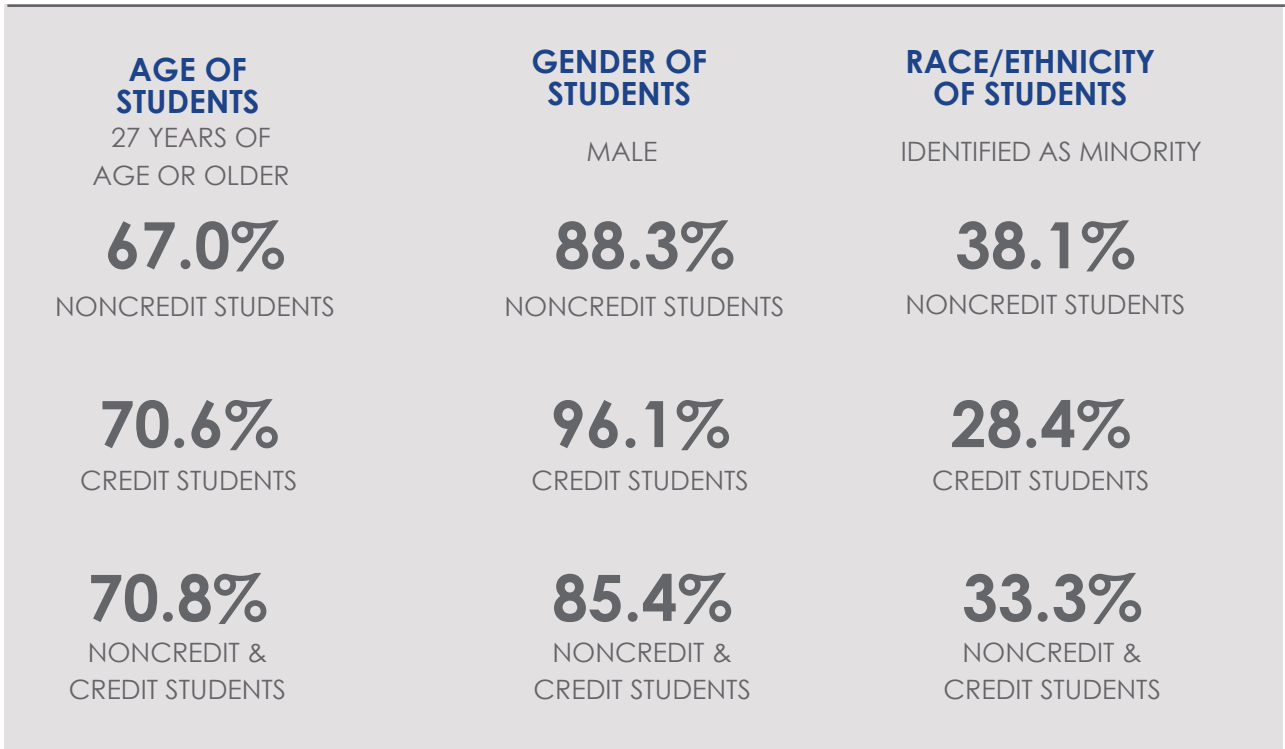 AGE OF
STUDENTS
27 YEARS OF
AGE OR OLDER
67.0%
NONCREDIT STUDENTS
70.6%
CREDIT STUDENTS
70.8%
NONCREDIT &
CREDIT STUDENTS
GENDER OF
STUDENTS
MALE
88.3%
NONCREDIT STUDENTS
96.1%
CREDIT STUDENTS
85.4%
NONCREDIT &
CREDIT STUDENTS
RACE/ETHNICITY
OF STUDENTS
IDENTIFIED AS MINORITY
38.1%
NONCREDIT STUDENTS
28.4%
CREDIT STUDENTS
33.3%
NONCREDIT &
CREDIT STUDENTS